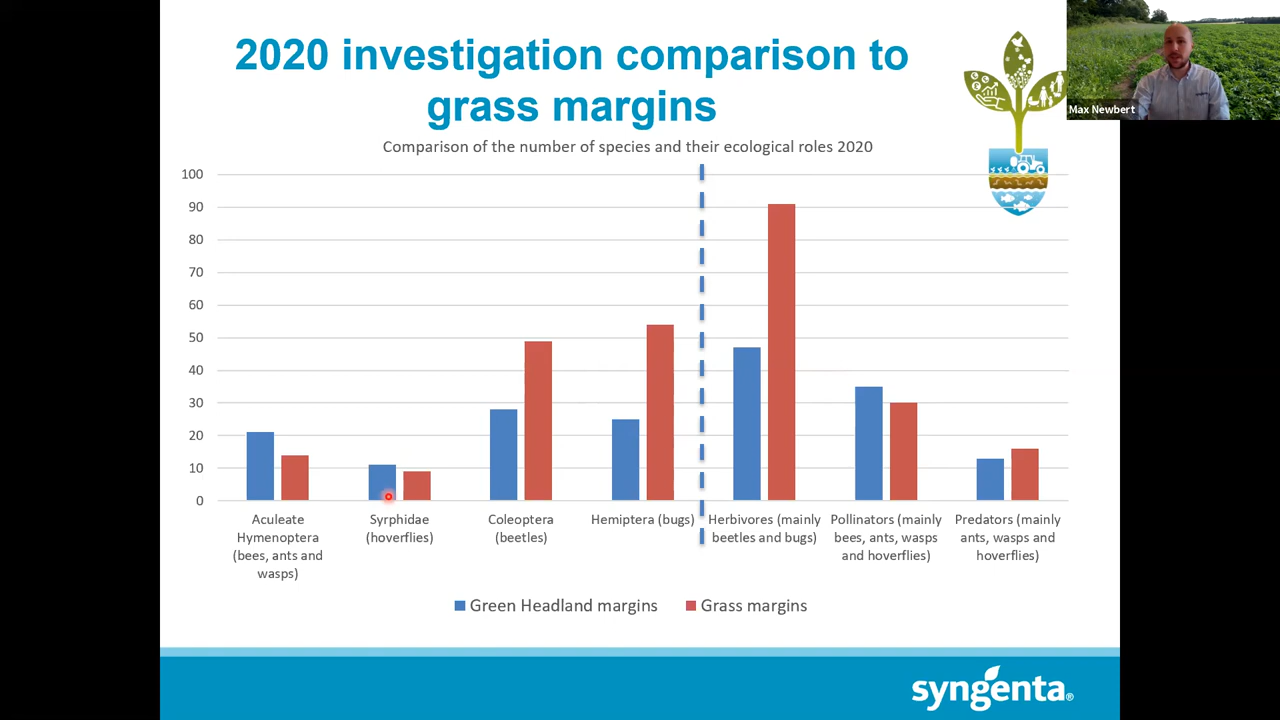 2020 investigation comparison to
grass margins
Max Newbert
Comparison of the number of species and their ecological roles 2020
100
90
80
70
60
50
40
30
20
10
0
Aculeate
Hymenoptera
(bees, ants and
wasps)
Syrphidae
(hoverflies)
Coleoptera
(beetles)
Hemiptera (bugs)
Herbivores (mainly
beetles and bugs)
Pollinators (mainly
bees, ants, wasps
and hoverflies)
Predators (mainly
ants, wasps and
hoverflies)
Green Headland margins
Grass margins
syngenta®